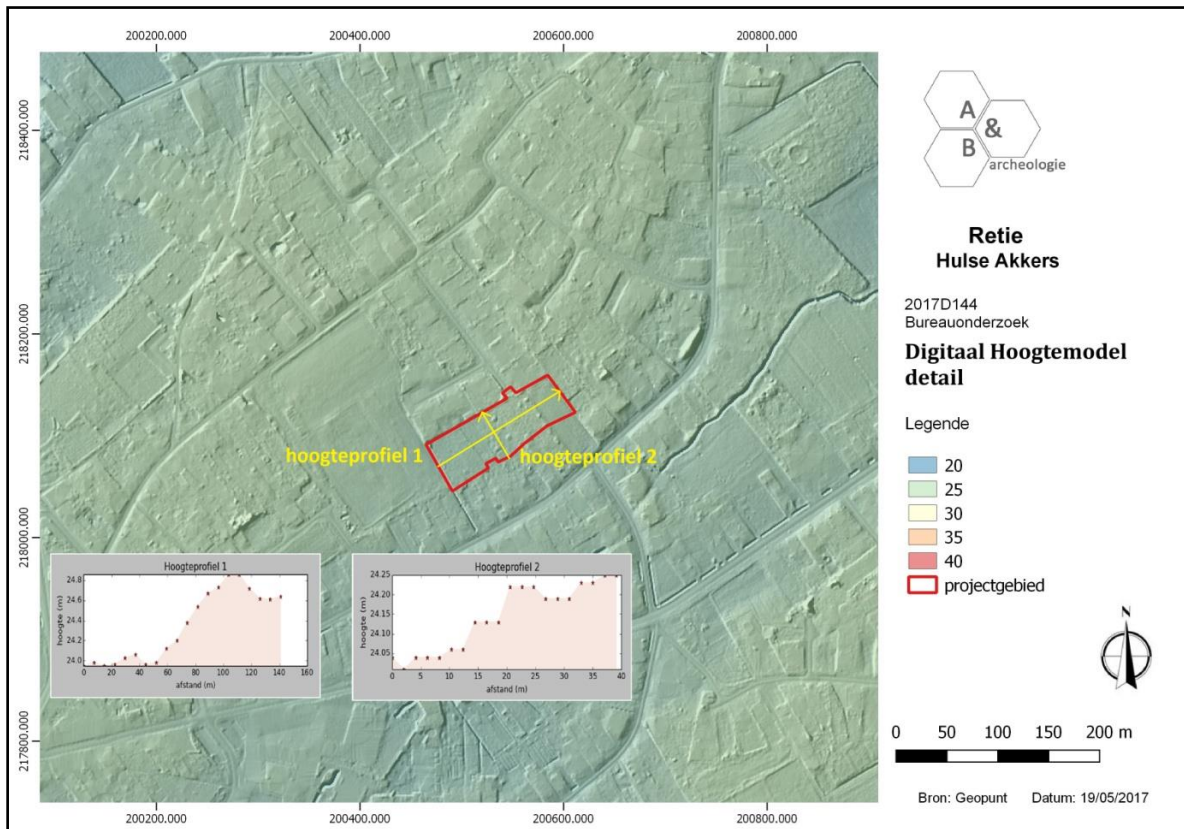 200200.000 200400.000 200600.000 200800.000
218400.000
218200.000
218000.000
217800.000
hoogteprofiel 1
hoogteprofiel 2
Hoogteprofiel 1
hoogte (m)
24.8
24.6
24.4
24.2
24.0
0 20 40 60 80 100 120 140 160
afstand (m)
Hoogteprofiel 2
hoogte (m)
24.25
24.20
24.15
24.10
24.05
0 5 10 15 20 25 30 35 40
afstand (m)
200200.000 200400.000 200600.000 200800.000
A
&
B
archeologie
Retie
Hulse Akkers
2017D144
Bureauonderzoek
Digitaal Hoogtemodel
detail
Legende
20
25
30
35
40
projectgebied
N
0 50 100 150 200 m
Bron: Geopunt Datum: 19/05/2017